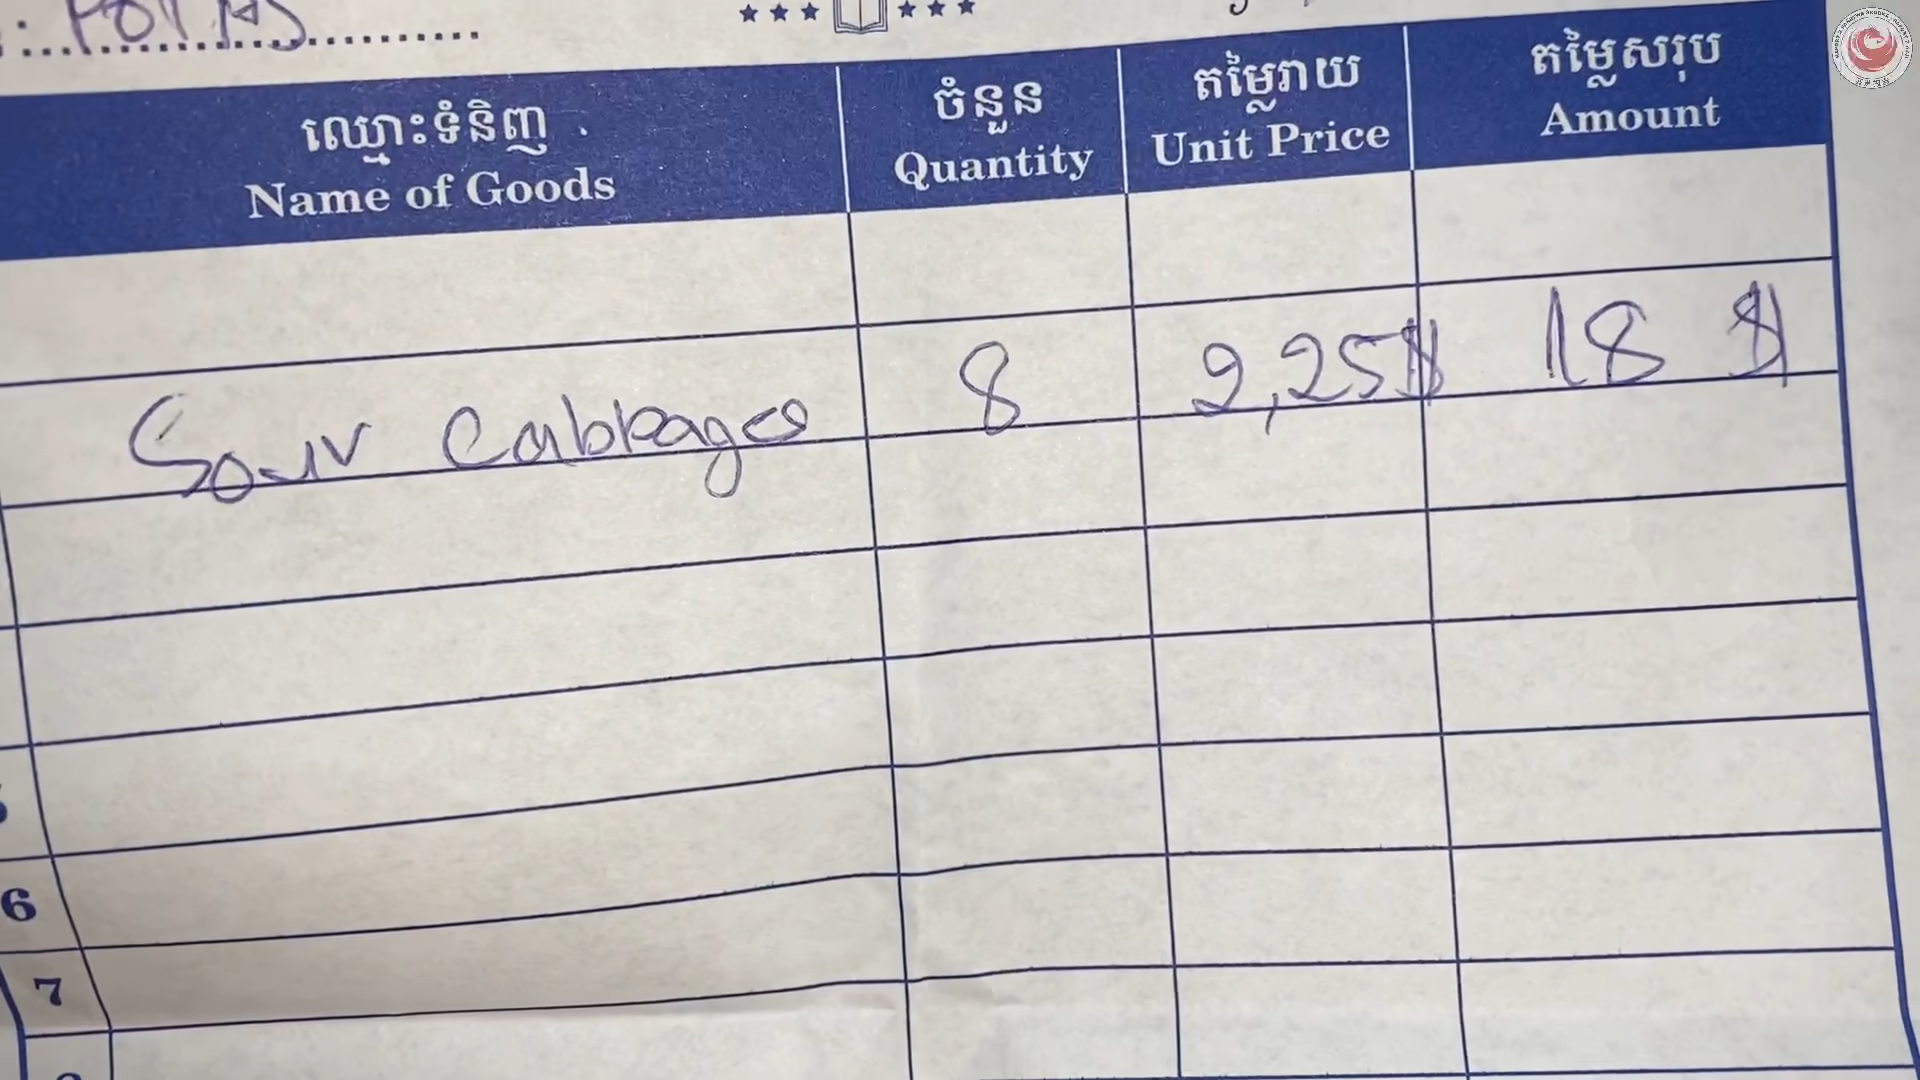 ឈ្មោះទំនិញ ចំនួន តម្លៃរាយ តម្លៃសរុប
Name of Goods Quantity Unit Price Amount
Sour Cabbage 8 2,25$ 18 $
6
7